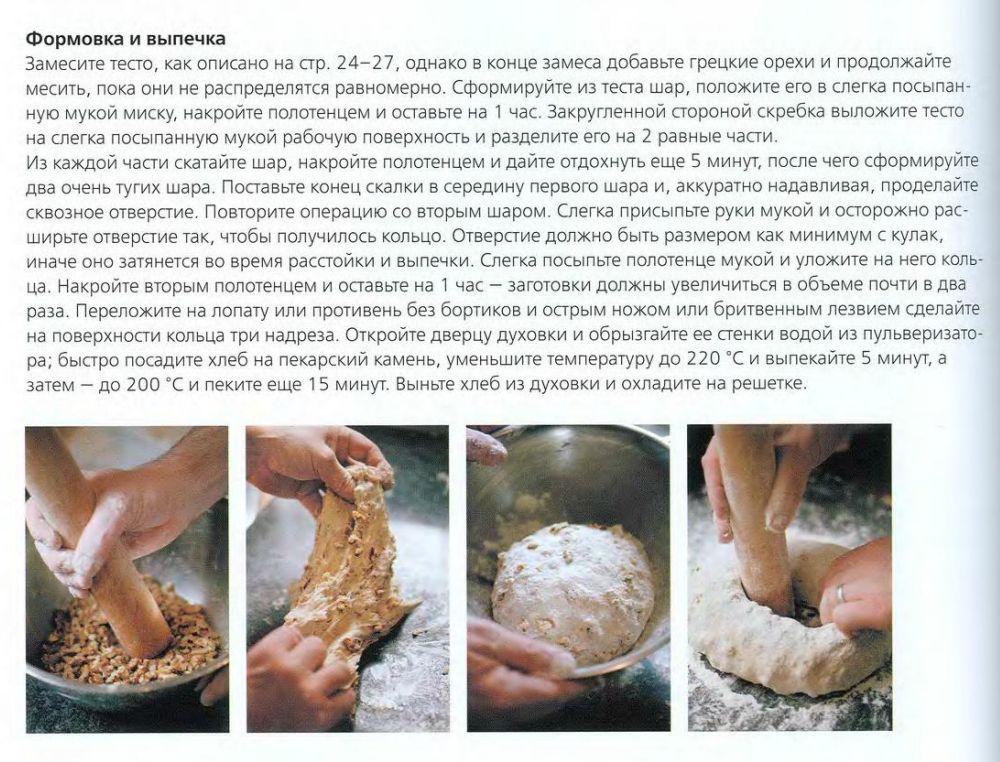 Формовка и выпечка
Замесите тесто, как описано на стр. 24–27, однако в конце замеса добавьте грецкие орехи и продолжайте
месить, пока они не распределятся равномерно. Сформируйте из теста шар, положите его в слегка посыпан-
ную мукой миску, накройте полотенцем и оставьте на 1 час. Закругленной стороной скребка выложите тесто
на слегка посыпанную мукой рабочую поверхность и разделите его на 2 равные части.
Из каждой части скатайте шар, накройте полотенцем и дайте отдохнуть еще 5 минут, после чего сформируйте
два очень тугих шара. Поставьте конец скалки в середину первого шара и, аккуратно надавливая, проделайте
сквозное отверстие. Повторите операцию со вторым шаром. Слегка присыпьте руки мукой и осторожно рас-
ширьте отверстие так, чтобы получилось кольцо. Отверстие должно быть размером как минимум с кулак,
иначе оно затянется во время расстойки и выпечки. Слегка посыпьте полотенце мукой и уложите на него коль-
ца. Накройте вторым полотенцем и оставьте на 1 час — заготовки должны увеличиться в объеме почти в два
раза. Переложите на лопату или противень без бортиков и острым ножом или бритвенным лезвием сделайте
на поверхности кольца три надреза. Откройте дверцу духовки и обрызгайте ее стенки водой из пульверизато-
ра; быстро посадите хлеб на пекарский камень, уменьшите температуру до 220 °C и выпекайте 5 минут, а
затем — до 200 °C и пеките еще 15 минут. Выньте хлеб из духовки и охладите на решетке.